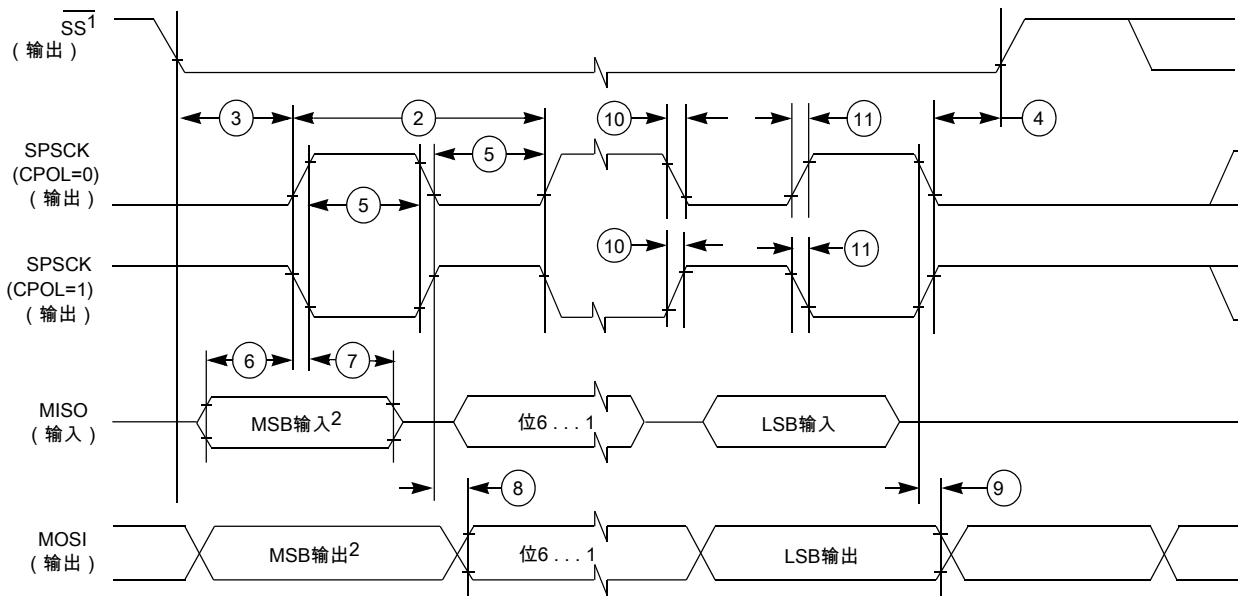 SS1
(输出)
3
2
10
11
4
SPSCK
(CPOL=0)
(输出)
5
5
10
11
SPSCK
(CPOL=1)
(输出)
6
7
MISO
(输入)
MSB输入2
位6 . . . 1
LSB输入
8
9
MOSI
(输出)
MSB输出2
位6 . . . 1
LSB输出